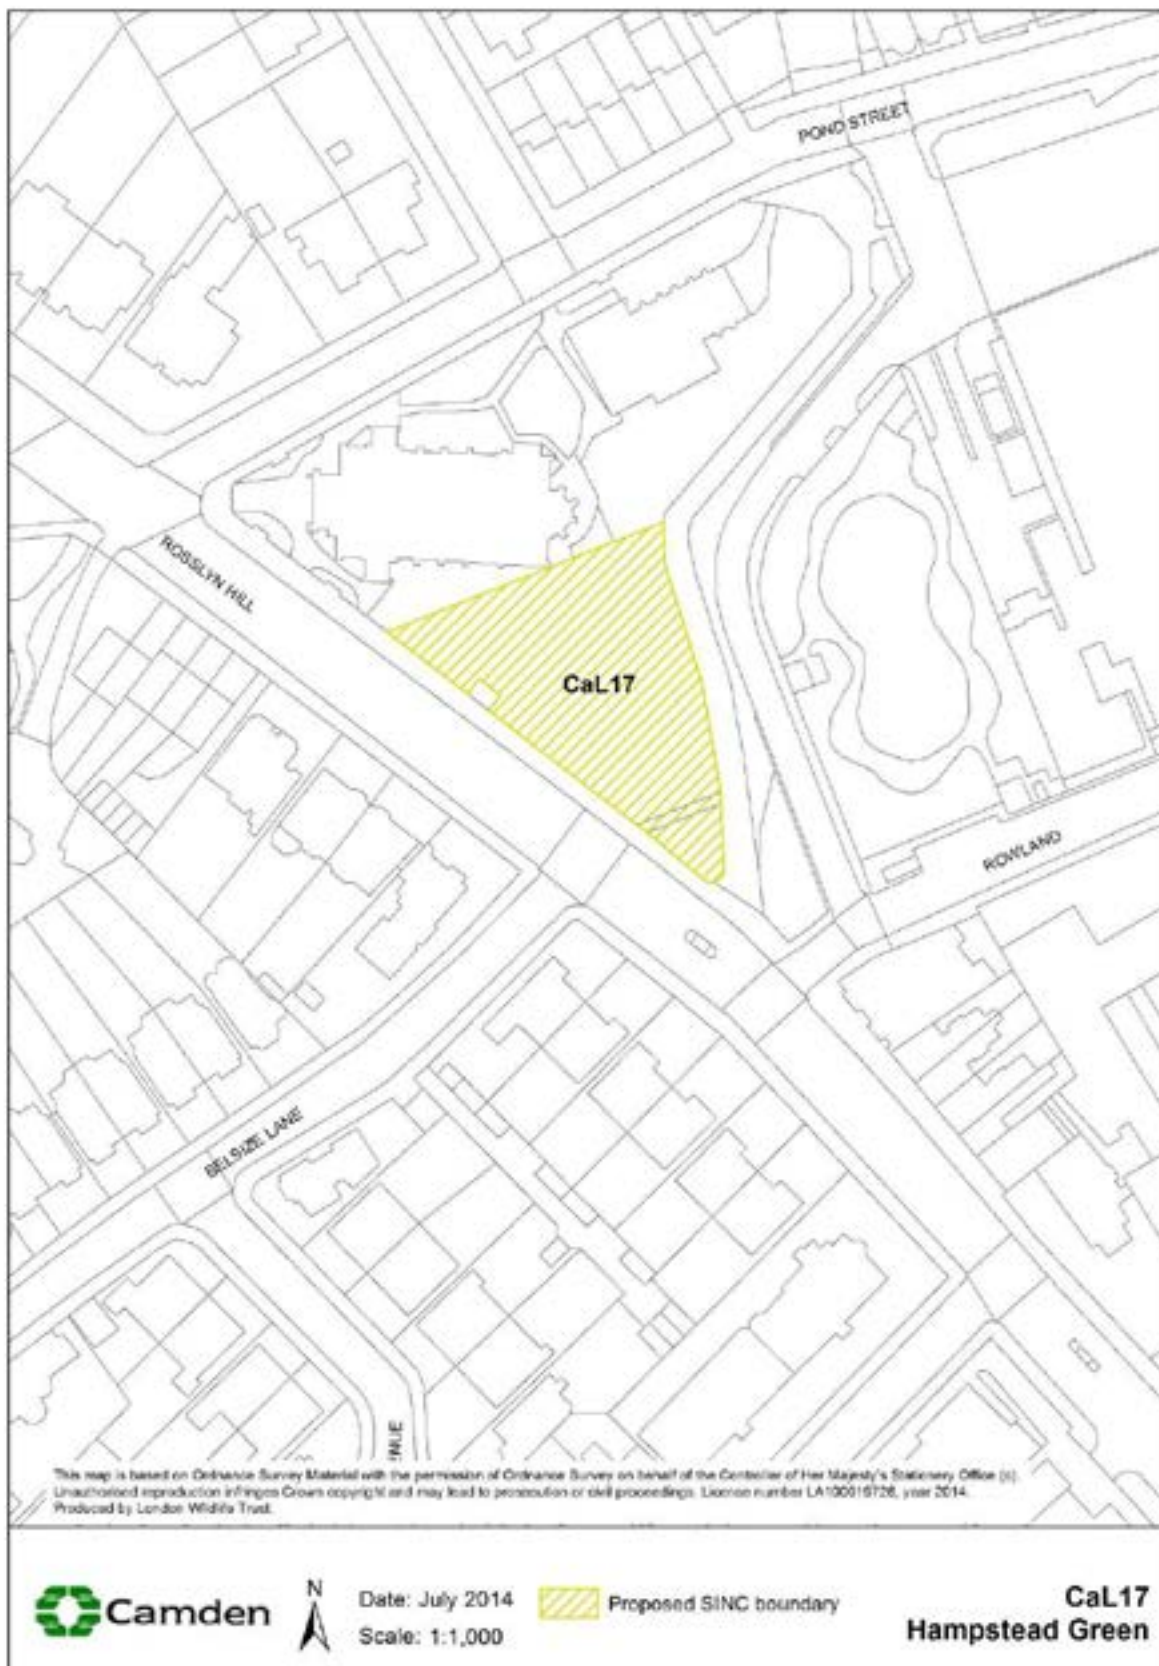 POND STREET
ROSSLYN HILL
CaL17
ROWLAND
BELSIZE LANE
NUE
This map is based on Ordnance Survey Material with the permission of Ordnance Survey on behalf of the Controller of Her Majesty's Stationery Office (c).
Unauthorised reproduction infringes Crown copyright and may lead to prosecution or civil proceedings. Licence number year 2014.
Produced by London Wildlife Trust.
Camden
N
Date: July 2014
Scale: 1:1,000
Proposed SINC boundary
CaL17
Hampstead Green